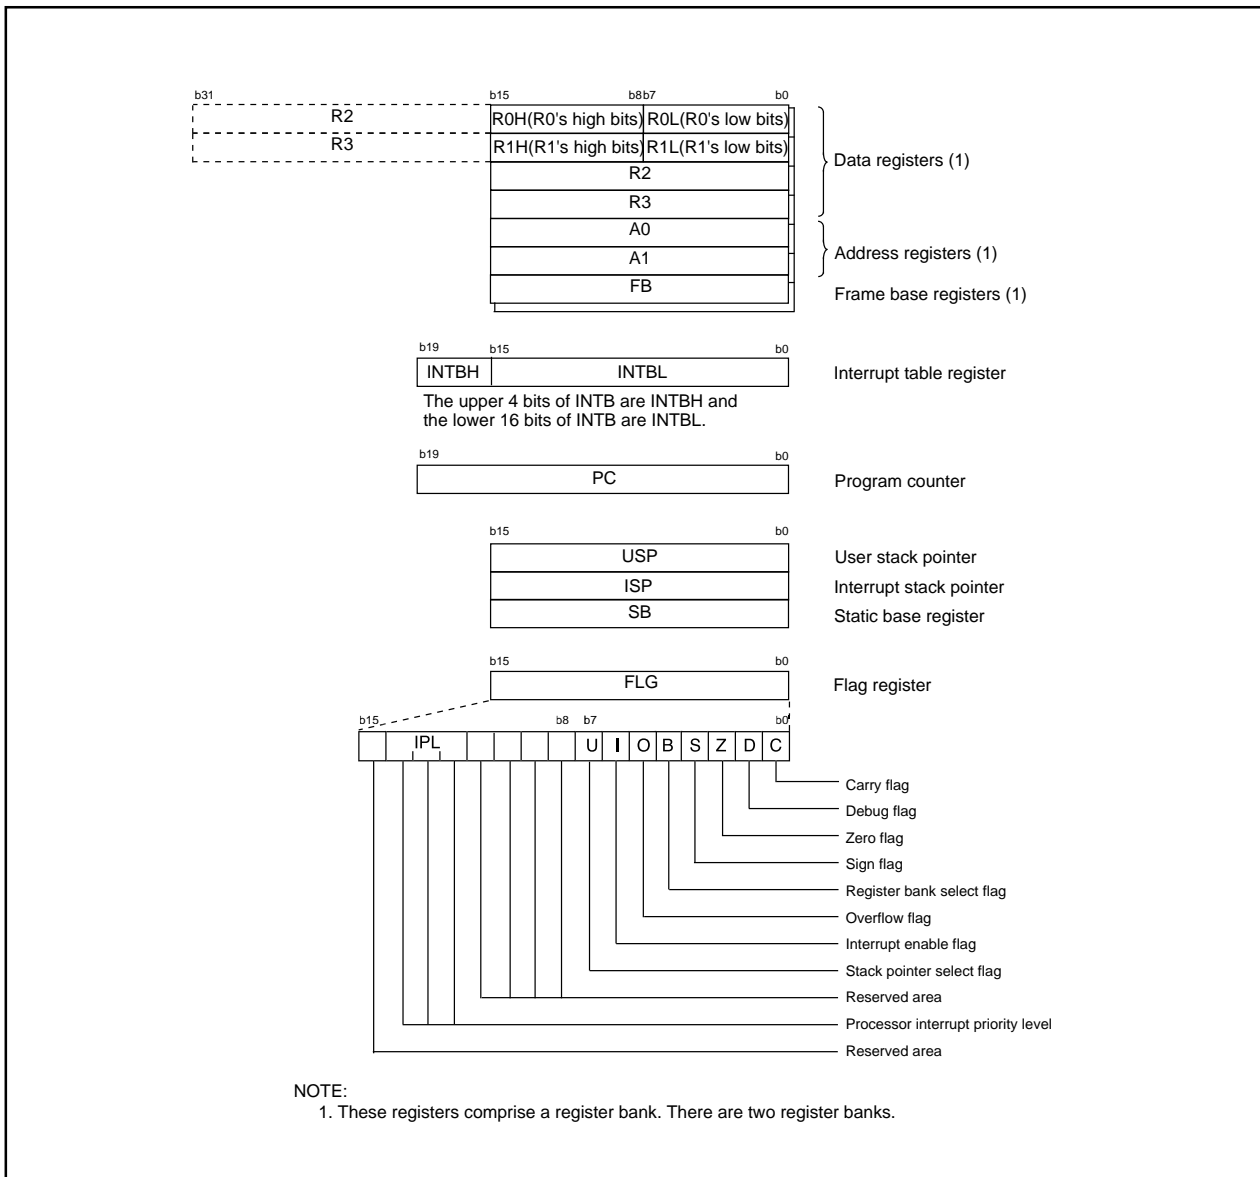 b31 b15 b8b7 b0
R2 R0H(R0's high bits) R0L(R0's low bits)
R3 R1H(R1's high bits) R1L(R1's low bits)
Data registers (1)
R2
R3
A0
Address registers (1)
A1
FB
Frame base registers (1)
b19 b15 b0
INTBH INTBL Interrupt table register
The upper 4 bits of INTB are INTBH and
the lower 16 bits of INTB are INTBL.
b19 b0
PC Program counter
b15 b0
USP User stack pointer
ISP Interrupt stack pointer
SB Static base register
b15 b0
FLG Flag register
b15 b8 b7 b0
IPL U I O B S Z D C
Carry flag
Debug flag
Zero flag
Sign flag
Register bank select flag
Overflow flag
Interrupt enable flag
Stack pointer select flag
Reserved area
Processor interrupt priority level
Reserved area
NOTE:
1. These registers comprise a register bank. There are two register banks.